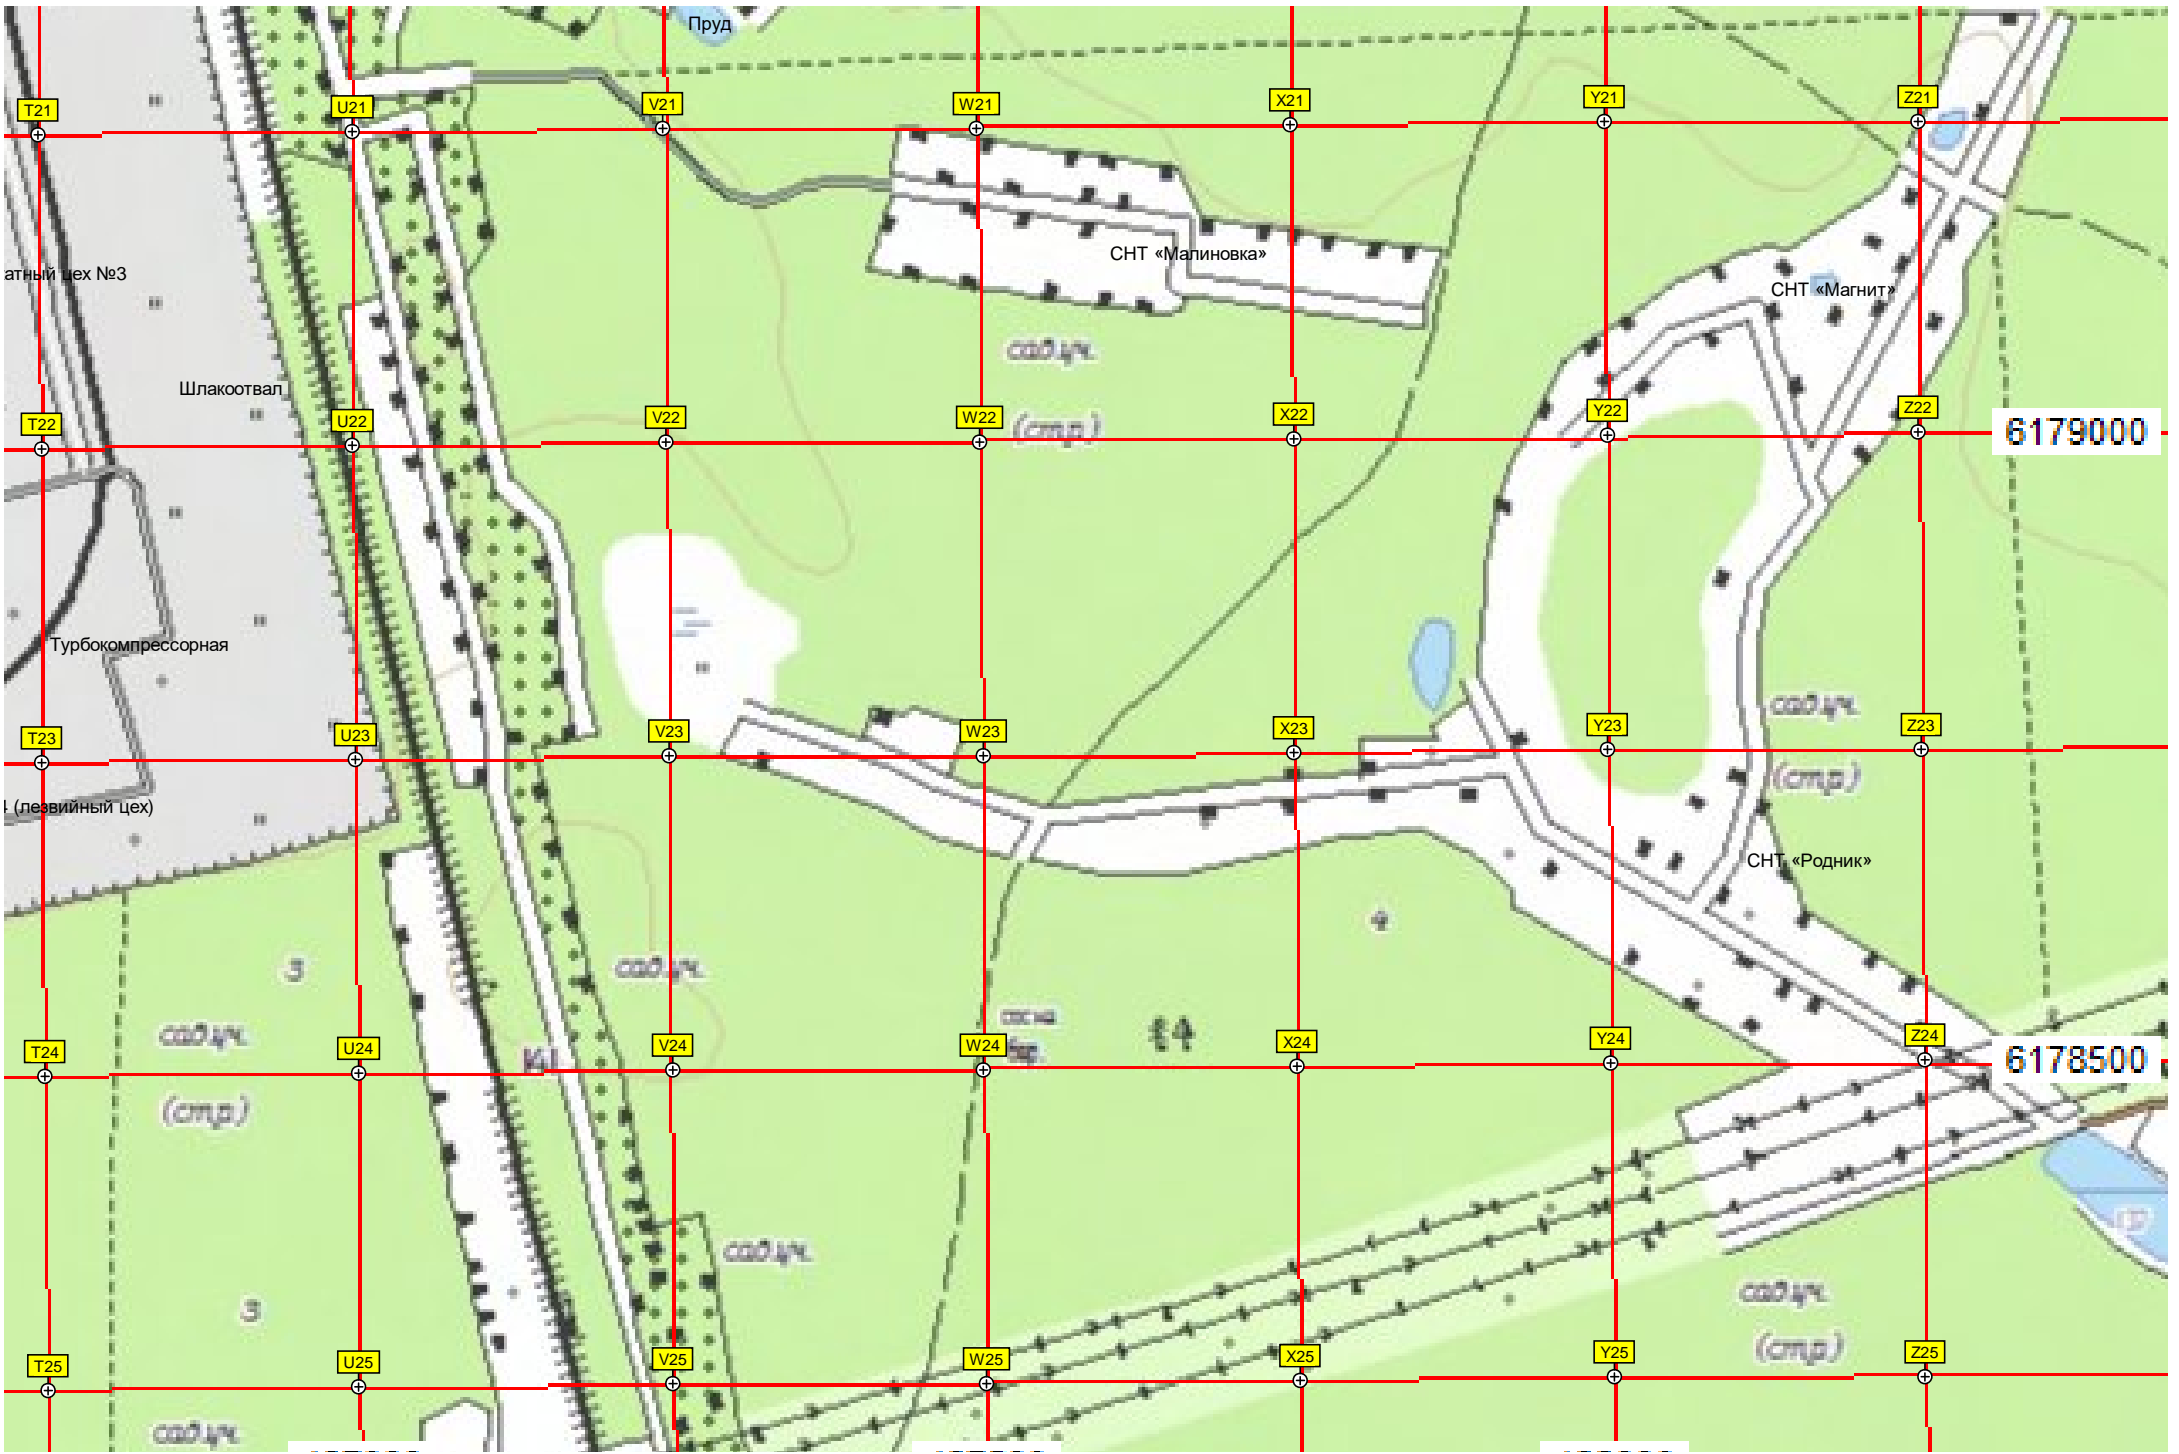 Пруд
T21
U21
V21
W21
X21
Y21
Z21
СНТ «Малиновка»
атный цех №3
СНТ «Магнит»
сад.уч.
(стр)
Шлакоотвал
T22
U22
V22
W22
X22
Y22
Z22
6179000
Турбокомпрессорная
сад.уч.
(стр)
T23
U23
V23
W23
X23
Y23
Z23
(лезвийный цех)
СНТ «Родник»
3
сад.уч.
сад.уч.
(стр)
сосна
T24
U24
V24
W24
X24
Y24
Z24
6178500
сад.уч.
3
сад.уч.
(стр)
T25
U25
V25
W25
X25
Y25
Z25
сад.уч.